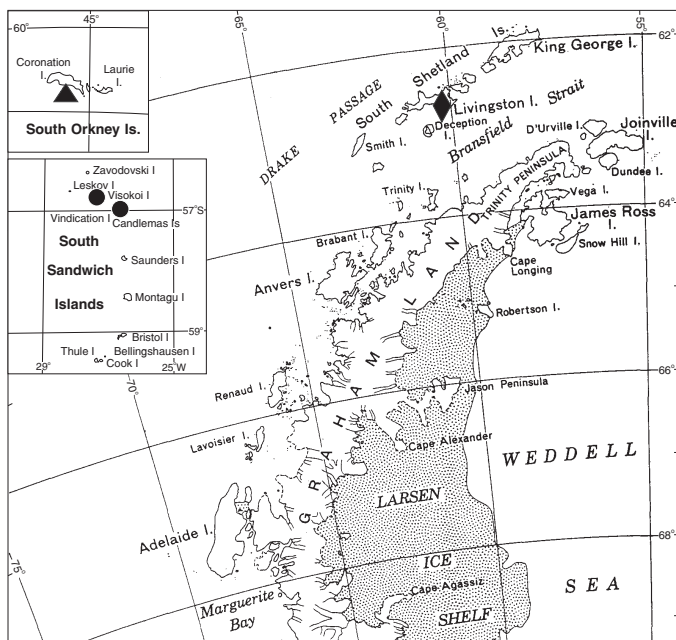 60°
45°
Coronation
I.
Laurie
I.
South Orkney Is.
Zavodovski I
Leskov I
Visokoi I
57°S
Vindication I
Candlemas Is
South
Sandwich
Islands
Saunders I
Montagu I
59°
Bristol I
Thule I
Bellingshausen I
Cook I
29°
25°W
65°
60°
55°
62°
DRAKE PASSAGE
South Shetland Is.
King George I.
Livingston I.
Deception
I.
Smith I.
Bransfield Strait
D'Urville I.
Joinville
I.
Dundee I.
TRINITY PENINSULA
Trinity I.
Vega I.
64°
James Ross
I.
Snow Hill I.
Brabant I.
Anvers I.
Cape
Longing
Robertson I.
GRAHAM LAND
66°
Renaud I.
Jason Peninsula
70°
Lavoisier I.
Cape Alexander
WEDDELL
LARSEN
Adelaide I.
68°
ICE
75°
Cape Agassiz
SEA
Marguerite
Bay
SHELF